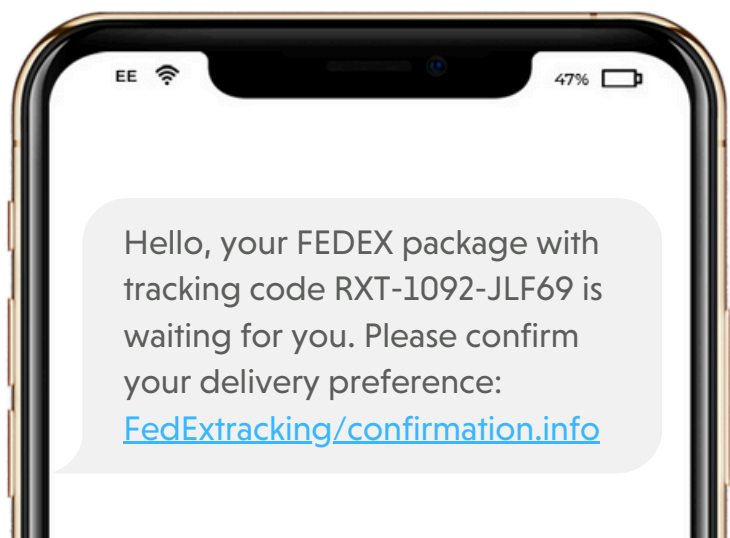 EE 47%
Hello, your FEDEX package with
tracking code RXT-1092-JLF69 is
waiting for you. Please confirm
your delivery preference:
FedExtracking/confirmation.info